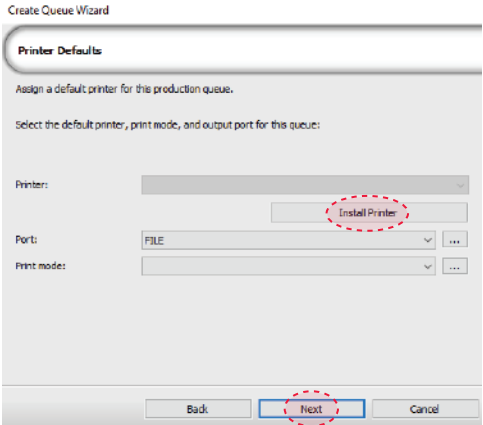 Create Queue Wizard
Printer Defaults
Assign a default printer for this production queue.
Select the default printer, print mode, and output port for this queue:
Printer:
Install Printer
Port: FILE ...
Print mode: ...
Back Next Cancel